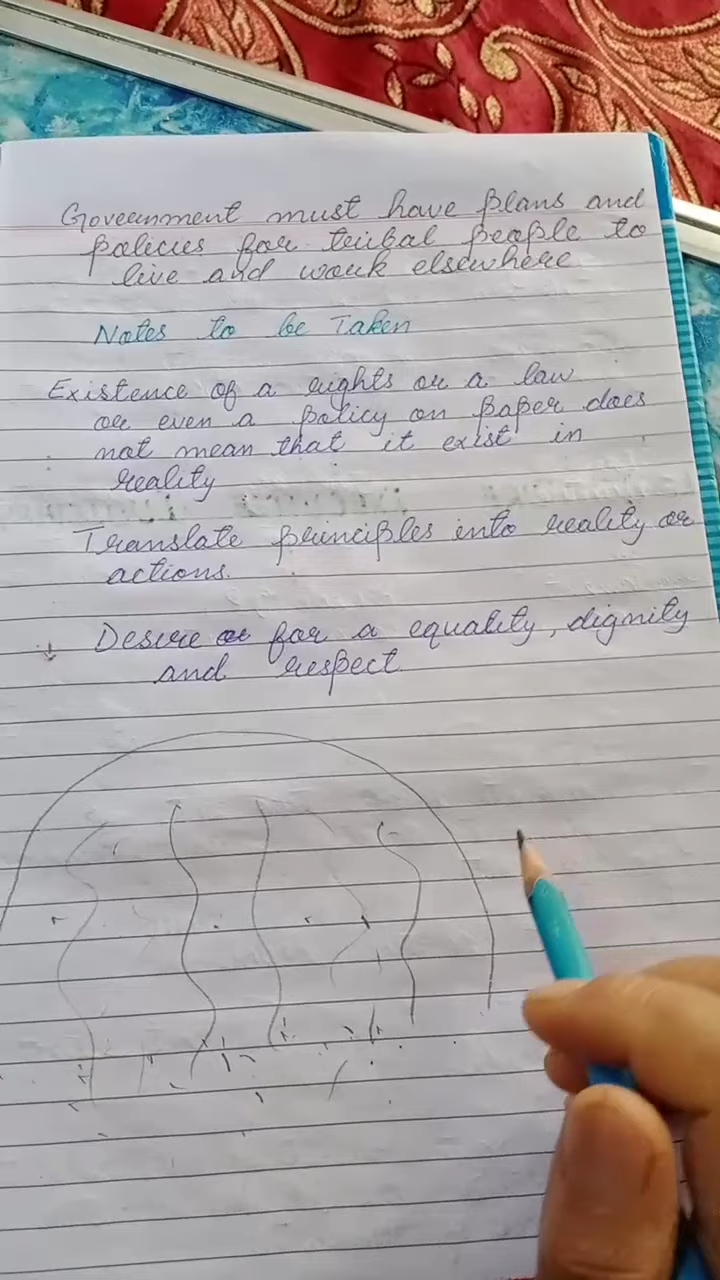 Government must have plans and
policies for tribal people to
live and work elsewhere
Notes to be Taken
Existence of a rights or a law
or even a policy on paper does
not mean that it exist in
reality
Translate principles into reality or
actions.
Desire or for a equality, dignity
and respect